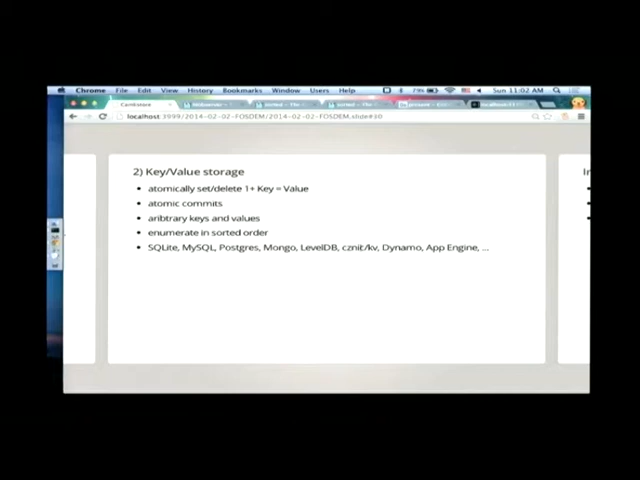 Chrome File Edit View History Bookmarks Window Users Help Sun 11:02 AM
Camlistore
localhost:3999/2014-02-02-FOSDEM/2014-02-02-FOSDEM.slide#30
2) Key/Value storage
atomically set/delete 1+ Key = Value
atomic commits
aribtrary keys and values
enumerate in sorted order
SQLite, MySQL, Postgres, Mongo, LevelDB, cznic/kv, Dynamo, App Engine, ...